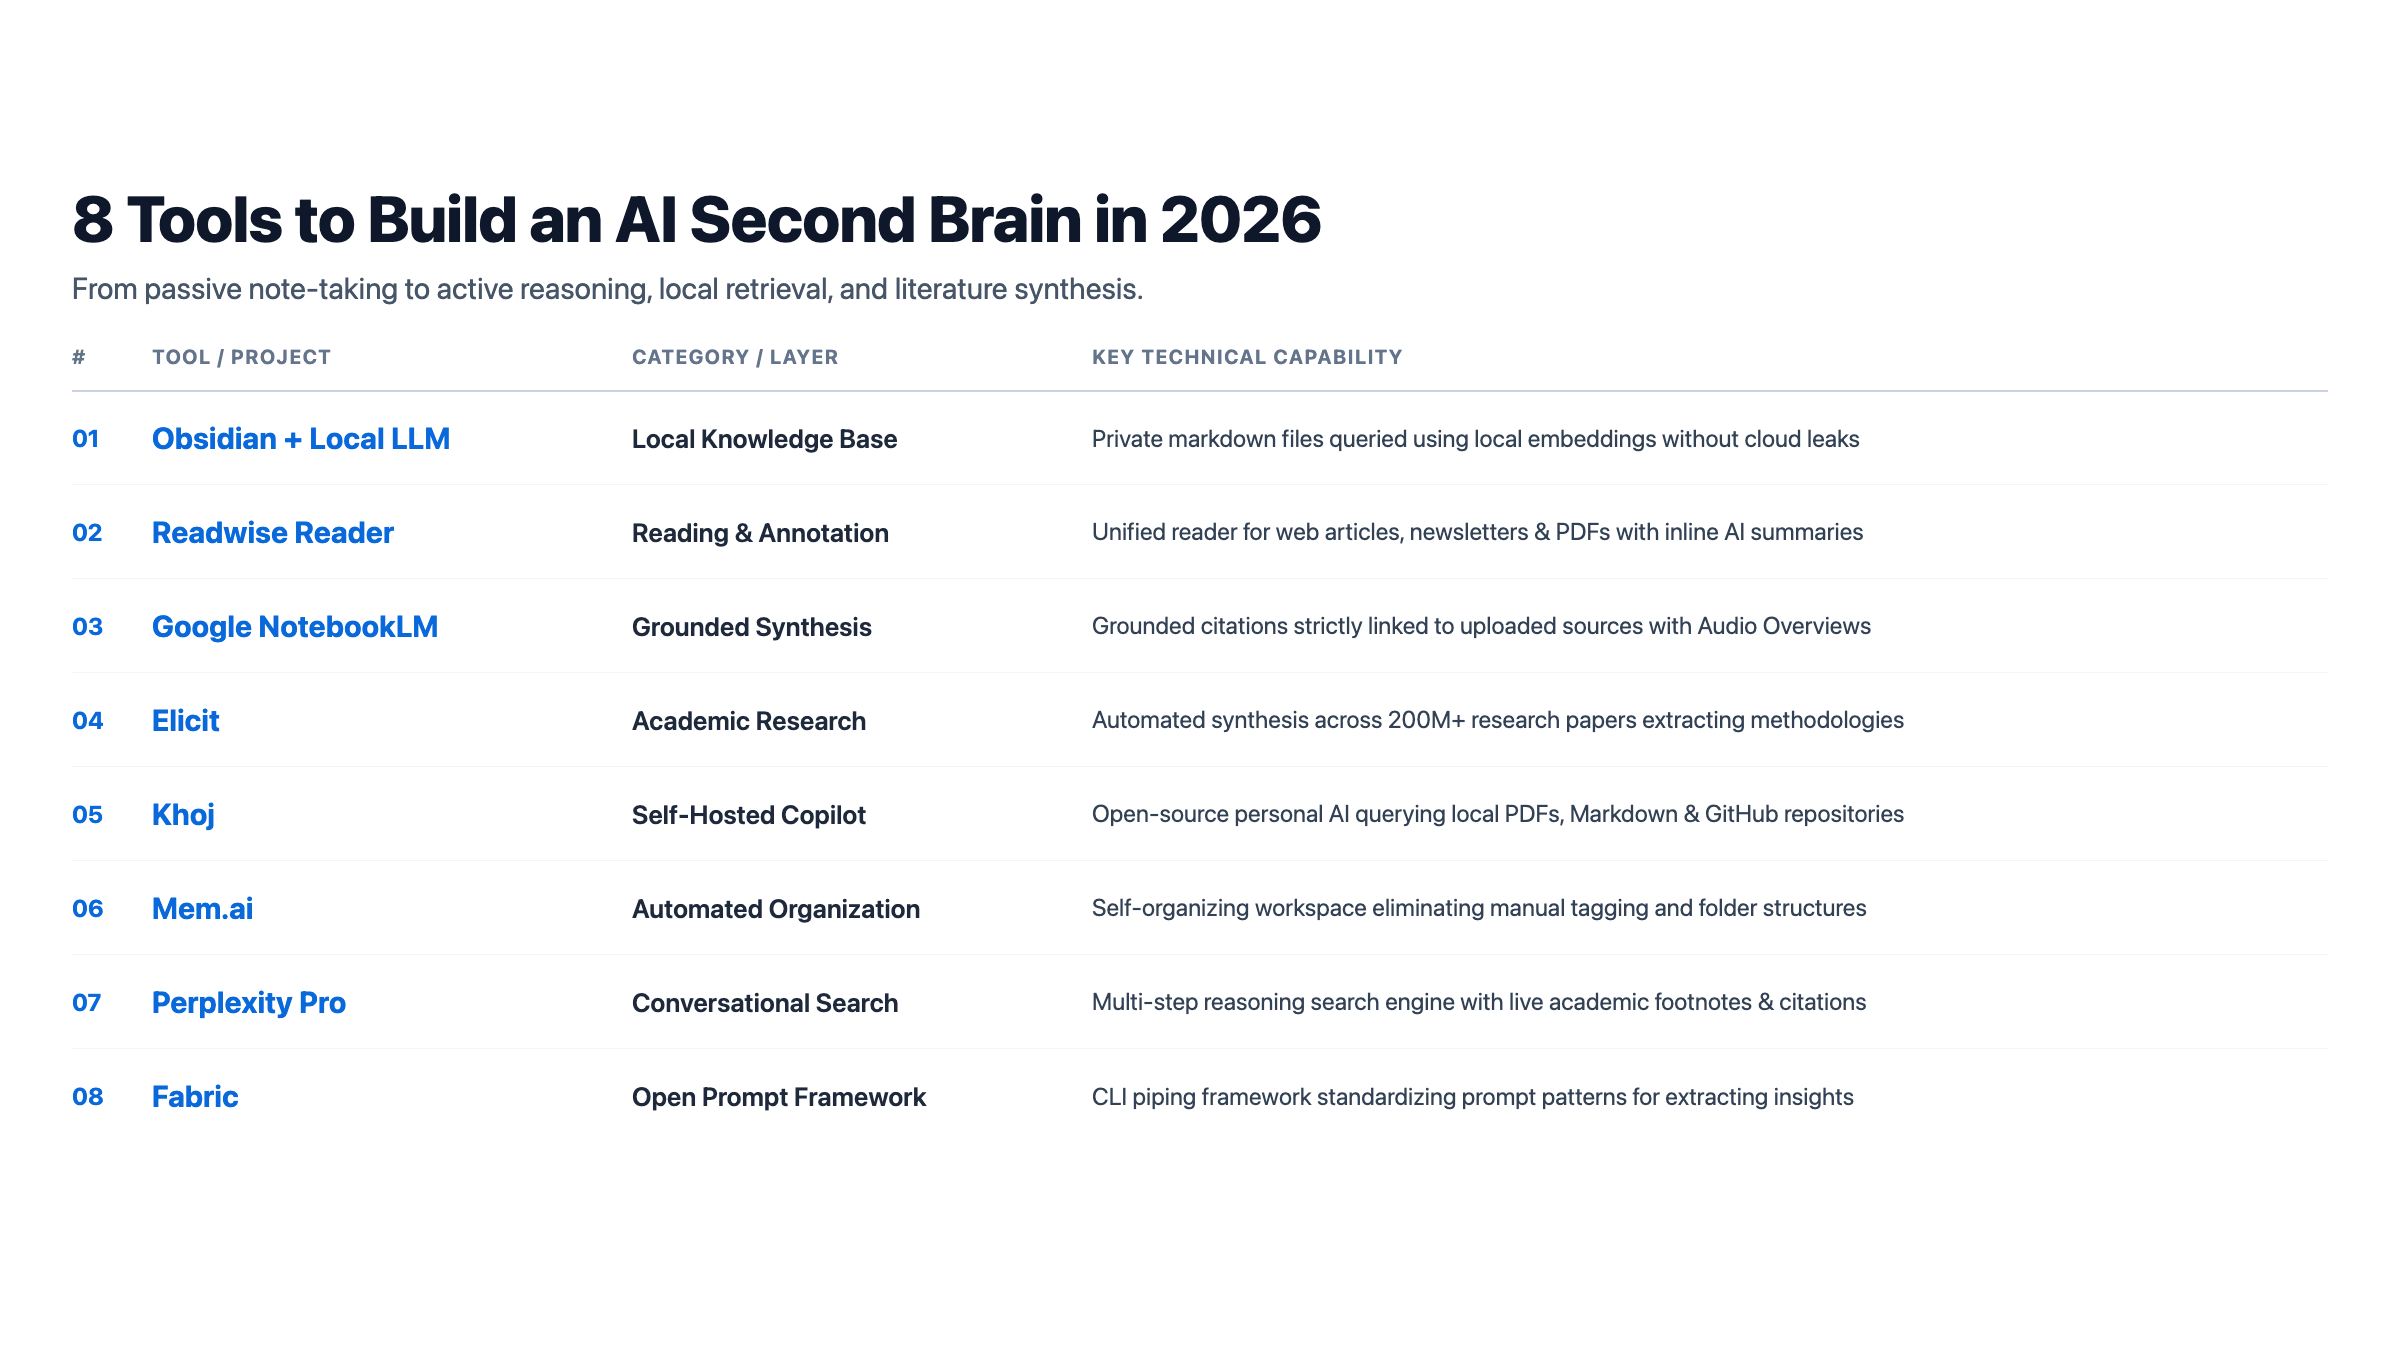 8 Tools to Build an AI Second Brain in 2026
From passive note-taking to active reasoning, local retrieval, and literature synthesis.
# TOOL / PROJECT CATEGORY / LAYER KEY TECHNICAL CAPABILITY
01 Obsidian + Local LLM Local Knowledge Base Private markdown files queried using local embeddings without cloud leaks
02 Readwise Reader Reading & Annotation Unified reader for web articles, newsletters & PDFs with inline AI summaries
03 Google NotebookLM Grounded Synthesis Grounded citations strictly linked to uploaded sources with Audio Overviews
04 Elicit Academic Research Automated synthesis across 200M+ research papers extracting methodologies
05 Khoj Self-Hosted Copilot Open-source personal AI querying local PDFs, Markdown & GitHub repositories
06 Mem.ai Automated Organization Self-organizing workspace eliminating manual tagging and folder structures
07 Perplexity Pro Conversational Search Multi-step reasoning search engine with live academic footnotes & citations
08 Fabric Open Prompt Framework CLI piping framework standardizing prompt patterns for extracting insights